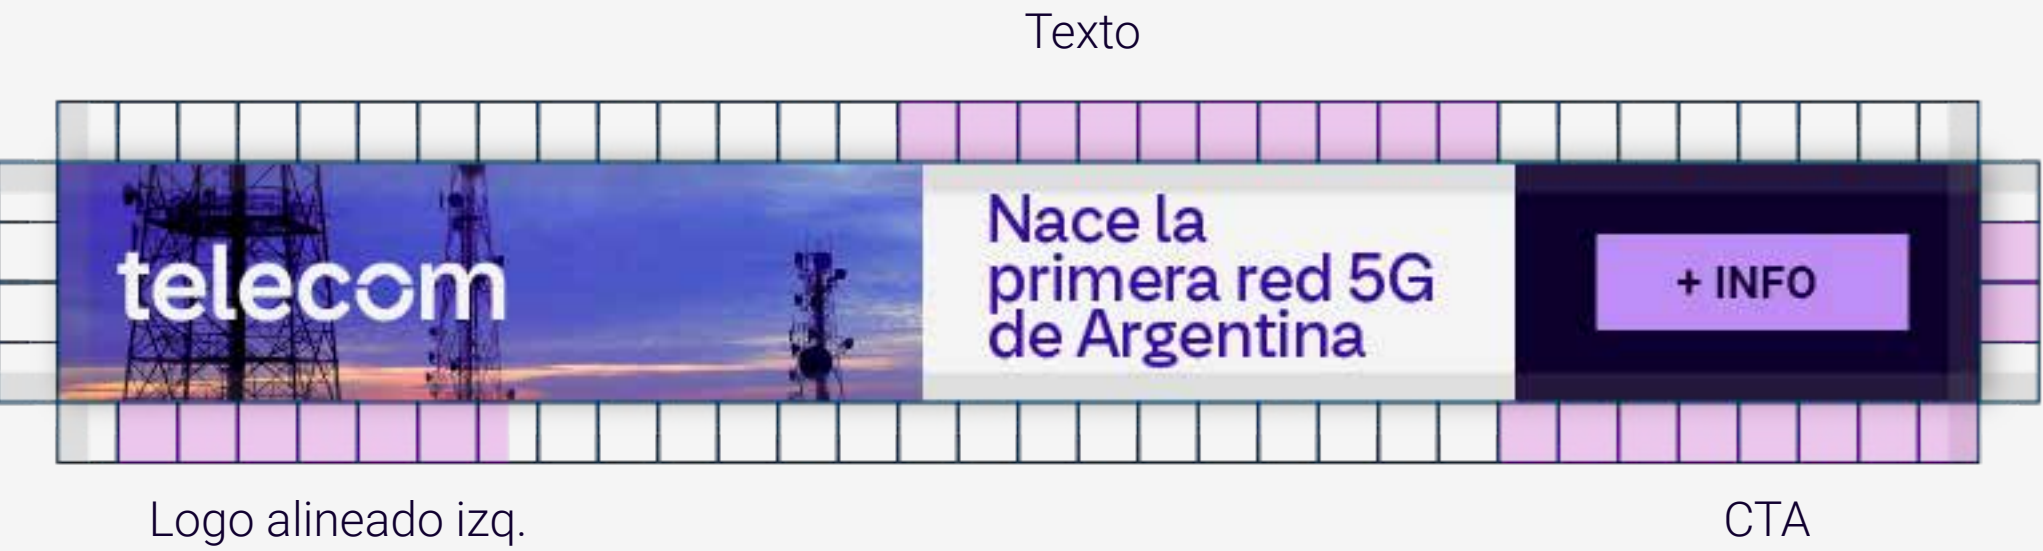 Texto
telecom
Nace la
primera red 5G
de Argentina
+ INFO
Logo alineado izq.
CTA